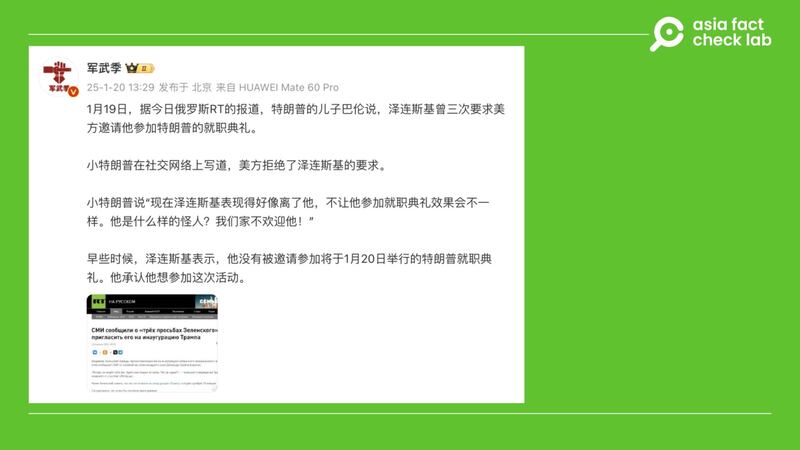 asia fact
check lab
军武季
25-1-20 13:29 发布于 北京 来自 HUAWEI Mate 60 Pro
1月19日，据今日俄罗斯RT的报道，特朗普的儿子巴伦说，泽连斯基曾三次要求美
方邀请他参加特朗普的就职典礼。
小特朗普在社交网络上写道，美方拒绝了泽连斯基的要求。
小特朗普说“现在泽连斯基表现得好像离了他，不让他参加就职典礼效果会不一
样。他是什么样的怪人？我们家不欢迎他！”
早些时候，泽连斯基表示，他没有被邀请参加将于1月20日举行的特朗普就职典
礼。他承认他想参加这次活动。
RT НА РУССКОМ
СМИ сообщили о «трёх просьбах Зеленского»
пригласить его на инаугурацию Трампа